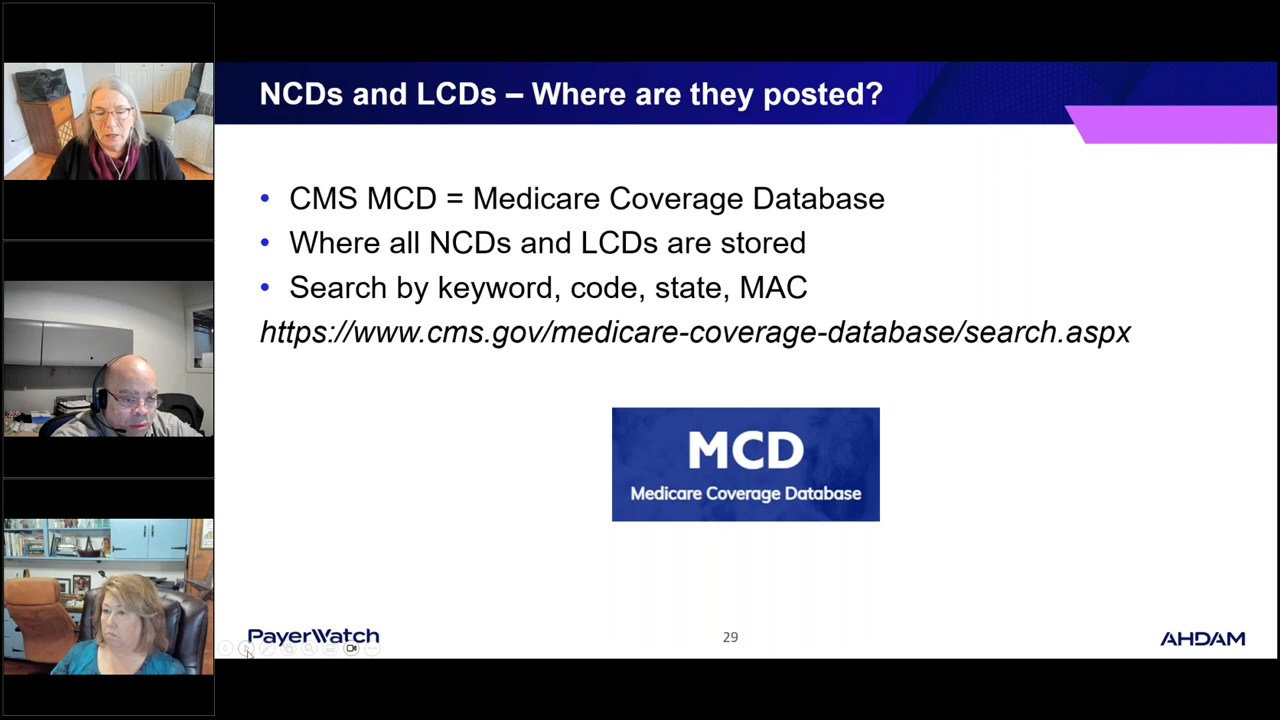 NCDs and LCDs – Where are they posted?
• CMS MCD = Medicare Coverage Database
• Where all NCDs and LCDs are stored
• Search by keyword, code, state, MAC
https://www.cms.gov/medicare-coverage-database/search.aspx
MCD
Medicare Coverage Database
PayerWatch
29
AHDAM